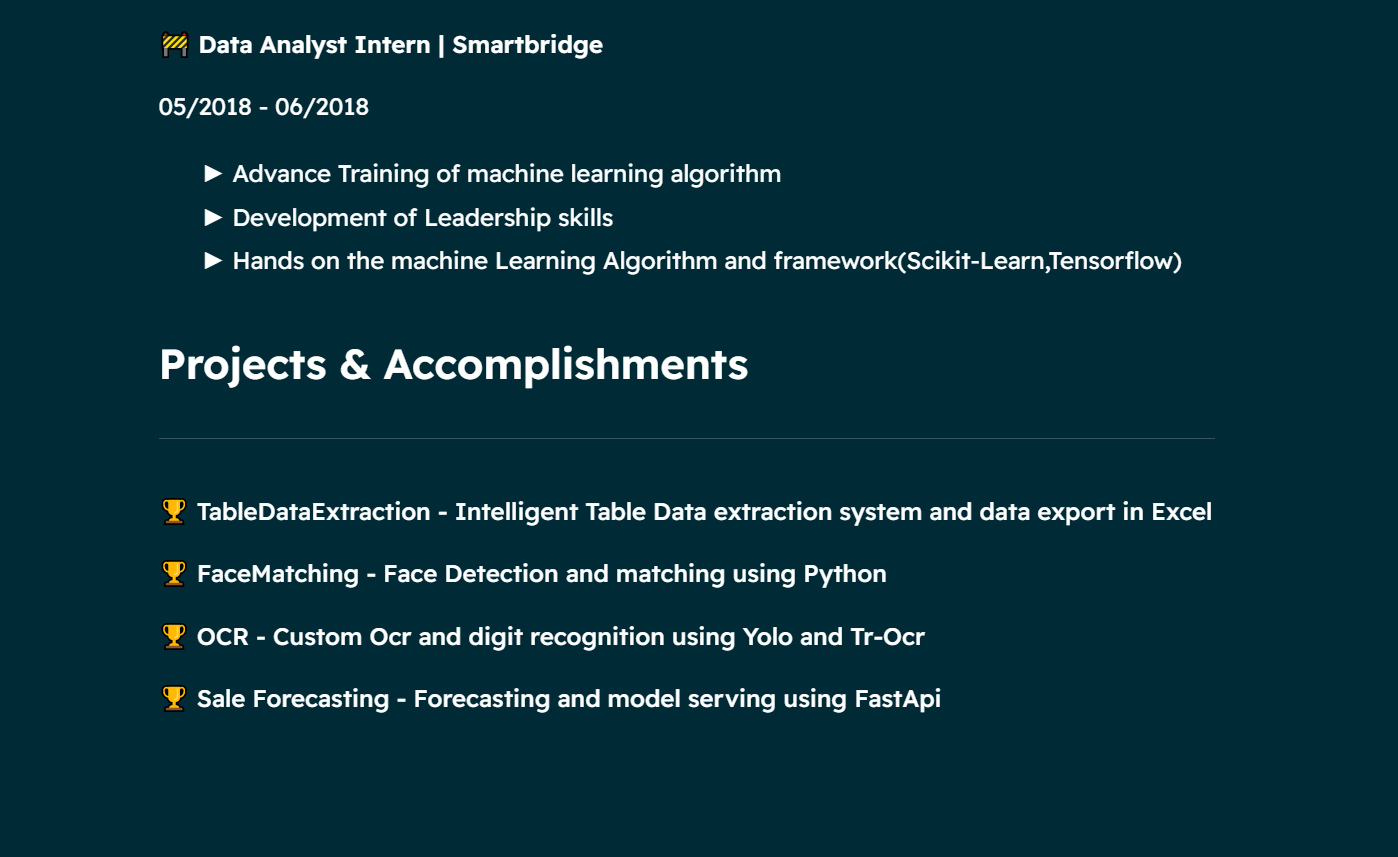 🚧 Data Analyst Intern | Smartbridge
05/2018 - 06/2018
► Advance Training of machine learning algorithm
► Development of Leadership skills
► Hands on the machine Learning Algorithm and framework(Scikit-Learn,Tensorflow)
Projects & Accomplishments
🏆 TableDataExtraction - Intelligent Table Data extraction system and data export in Excel
🏆 FaceMatching - Face Detection and matching using Python
🏆 OCR - Custom Ocr and digit recognition using Yolo and Tr-Ocr
🏆 Sale Forecasting - Forecasting and model serving using FastApi